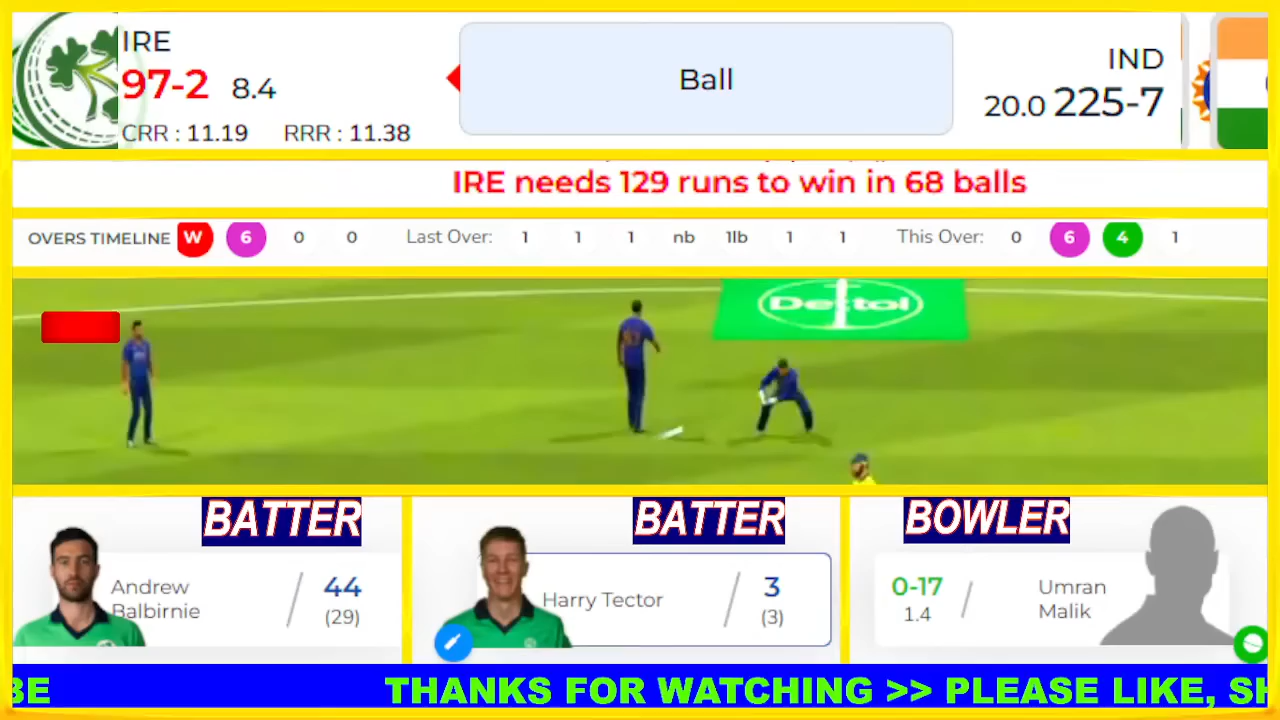 IRE
97-2 8.4
CRR : 11.19 RRR : 11.38
Ball
IND
20.0 225-7
IRE needs 129 runs to win in 68 balls
OVERS TIMELINE W 6 0 0 Last Over: 1 1 1 nb 1lb 1 1 This Over: 0 6 4 1
Dettol
BATTER
Andrew
Balbirnie
44
(29)
BATTER
Harry Tector
3
(3)
BOWLER
0-17
1.4
Umran
Malik
BE THANKS FOR WATCHING >> PLEASE LIKE, SH